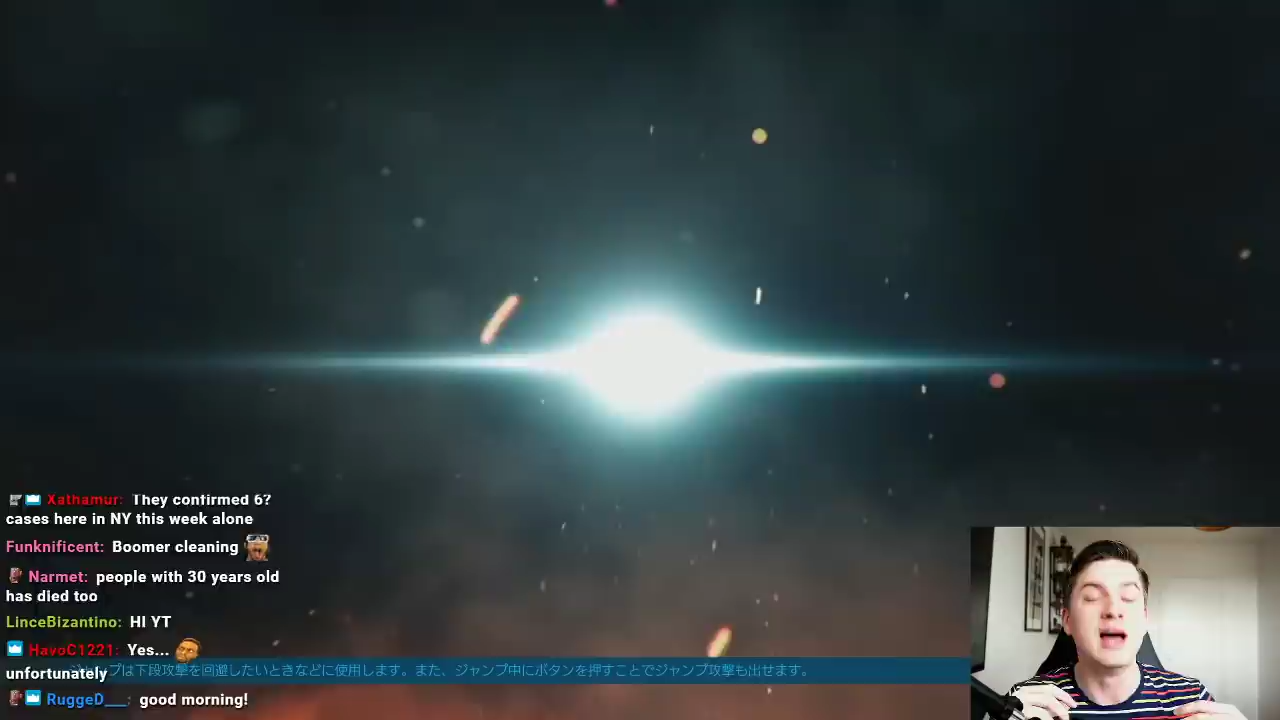 Xathamur: They confirmed 6?
cases here in NY this week alone
Funknificent: Boomer cleaning
Narmet: people with 30 years old
has died too
LinceBizantino: HI YT
HavoC1221: Yes...
unfortunately
プは下段攻撃を回避したいときなどに使用します。また、ジャンプ中にボタンを押すことでジャンプ攻撃も出せます。
RuggeD___: good morning!